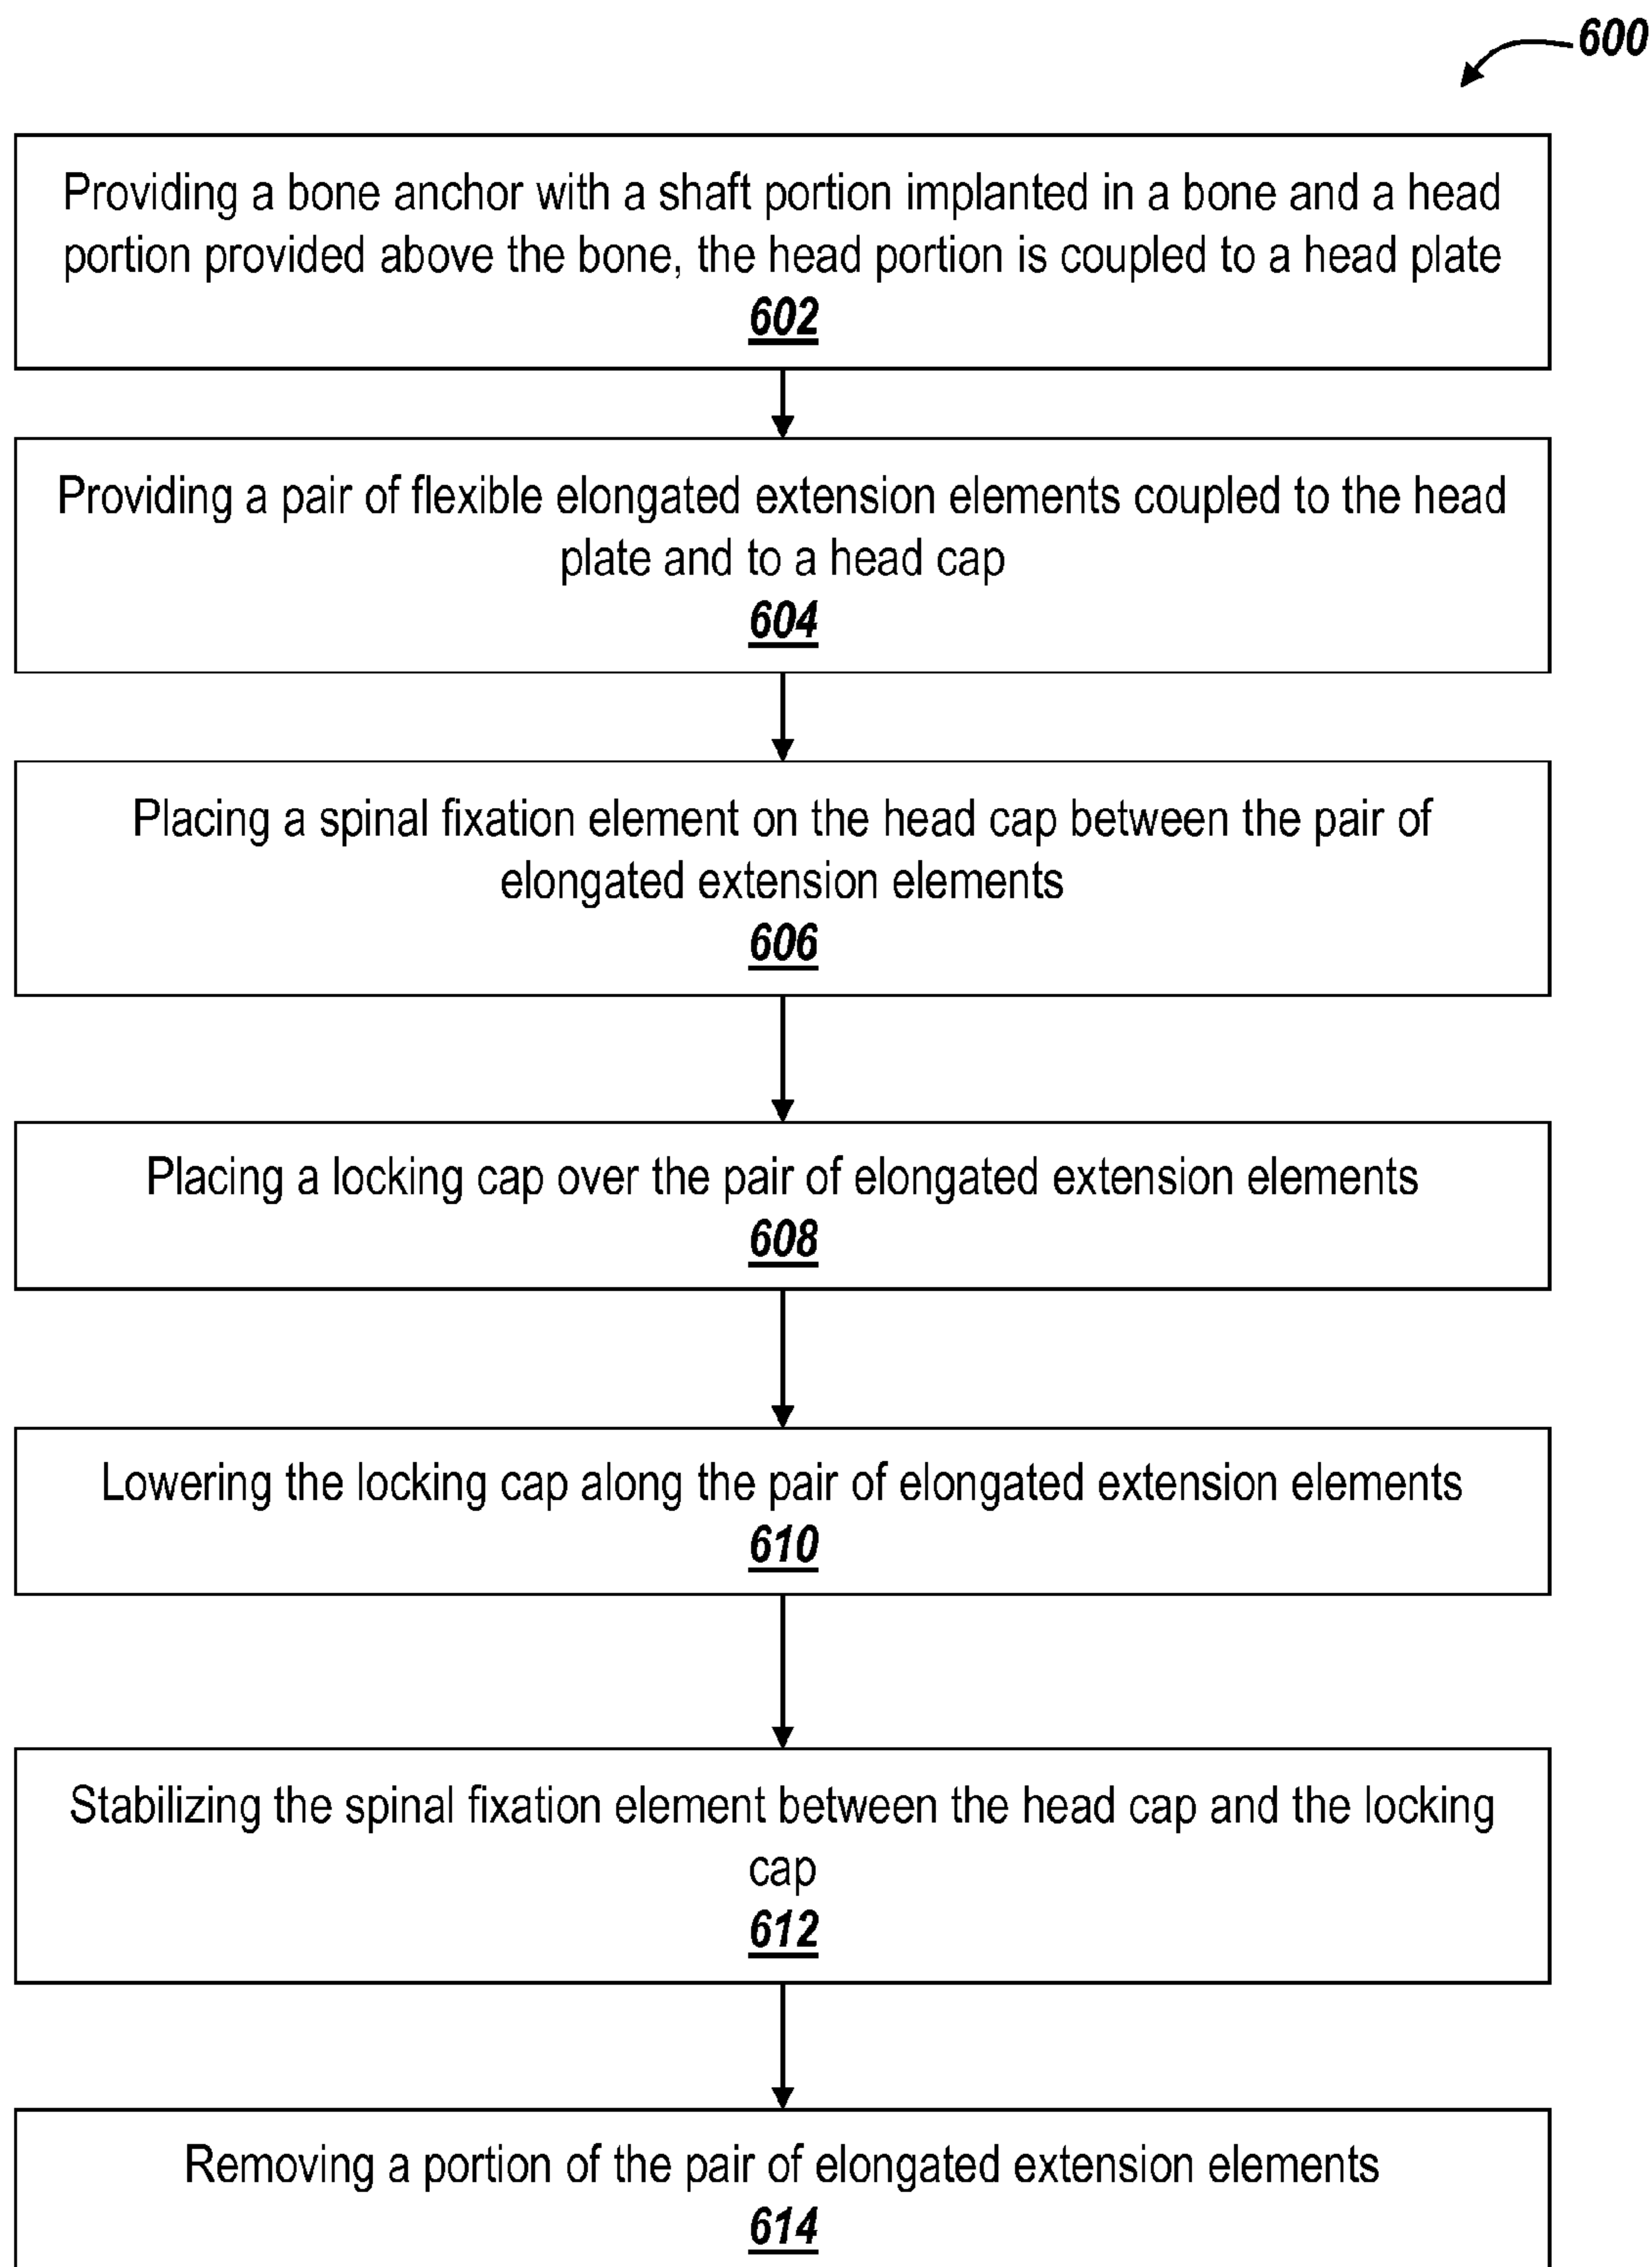 600
Providing a bone anchor with a shaft portion implanted in a bone and a head
portion provided above the bone, the head portion is coupled to a head plate
602
Providing a pair of flexible elongated extension elements coupled to the head
plate and to a head cap
604
Placing a spinal fixation element on the head cap between the pair of
elongated extension elements
606
Placing a locking cap over the pair of elongated extension elements
608
Lowering the locking cap along the pair of elongated extension elements
610
Stabilizing the spinal fixation element between the head cap and the locking
cap
612
Removing a portion of the pair of elongated extension elements
614